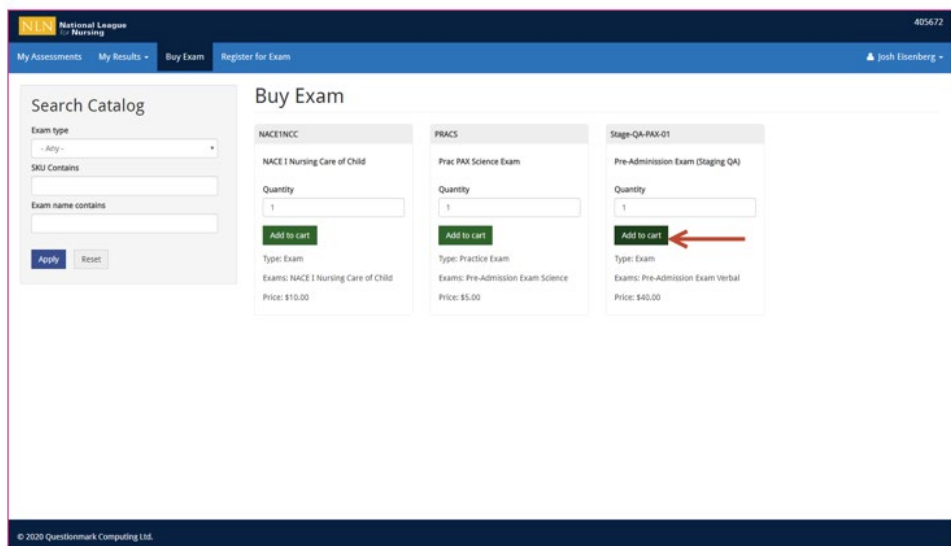 NLN National League
for Nursing
405672
My Assessments My Results Buy Exam Register for Exam Josh Eisenberg
Search Catalog
Exam type
- Any -
SKU Contains
Exam name contains
Apply Reset
Buy Exam
NACE1NCC
NACE I Nursing Care of Child
Quantity
1
Add to cart
Type: Exam
Exams: NACE I Nursing Care of Child
Price: $10.00
PRACS
Prac PAX Science Exam
Quantity
1
Add to cart
Type: Practice Exam
Exams: Pre-Admission Exam Science
Price: $5.00
Stage-QA-PAX-01
Pre-Adminission Exam (Staging QA)
Quantity
1
Add to cart
Type: Exam
Exams: Pre-Admission Exam Verbal
Price: $40.00
© 2020 Questionmark Computing Ltd.